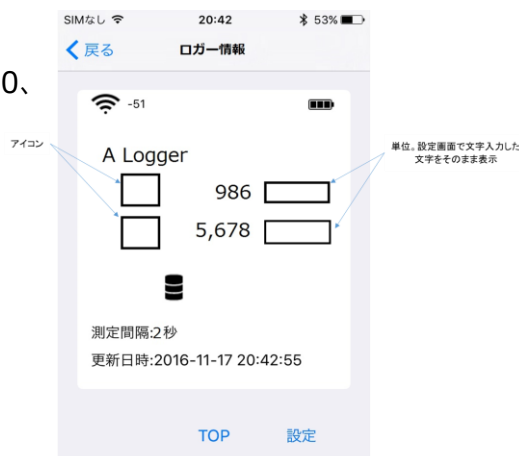 SIMなし 20:42 53%
戻る ロガー情報
0、
-51
アイコン
単位。設定画面で文字入力した
文字をそのまま表示
A Logger
986
5,678
測定間隔:2秒
更新日時:2016-11-17 20:42:55
TOP 設定